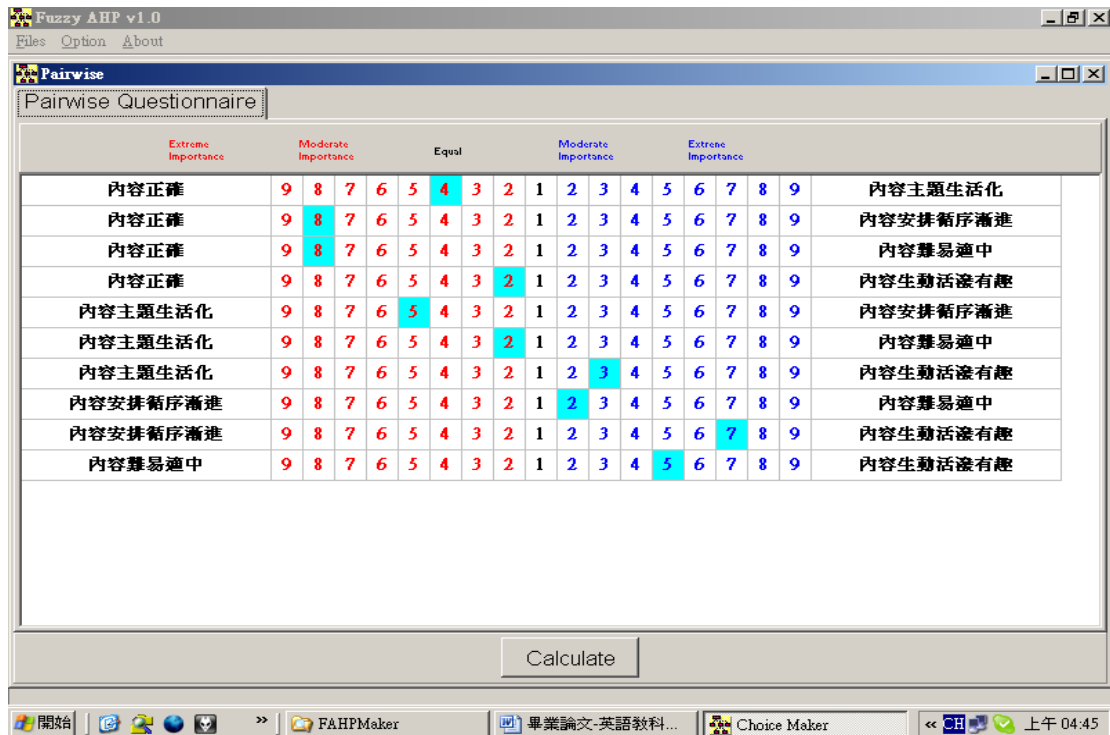 Fuzzy AHP v1.0
Files Option About
Pairwise
Pairwise Questionnaire
Extreme Importance Moderate Importance Equal Moderate Importance Extrene Importance
內容正確 9 8 7 6 5 4 3 2 1 2 3 4 5 6 7 8 9 內容主題生活化
內容正確 9 8 7 6 5 4 3 2 1 2 3 4 5 6 7 8 9 內容安排循序漸進
內容正確 9 8 7 6 5 4 3 2 1 2 3 4 5 6 7 8 9 內容難易適中
內容正確 9 8 7 6 5 4 3 2 1 2 3 4 5 6 7 8 9 內容生動活潑有趣
內容主題生活化 9 8 7 6 5 4 3 2 1 2 3 4 5 6 7 8 9 內容安排循序漸進
內容主題生活化 9 8 7 6 5 4 3 2 1 2 3 4 5 6 7 8 9 內容難易適中
內容主題生活化 9 8 7 6 5 4 3 2 1 2 3 4 5 6 7 8 9 內容生動活潑有趣
內容安排循序漸進 9 8 7 6 5 4 3 2 1 2 3 4 5 6 7 8 9 內容難易適中
內容安排循序漸進 9 8 7 6 5 4 3 2 1 2 3 4 5 6 7 8 9 內容生動活潑有趣
內容難易適中 9 8 7 6 5 4 3 2 1 2 3 4 5 6 7 8 9 內容生動活潑有趣
Calculate
開始 » FAHPMaker 畢業論文-英語教科... Choice Maker « CH 上午 04:45